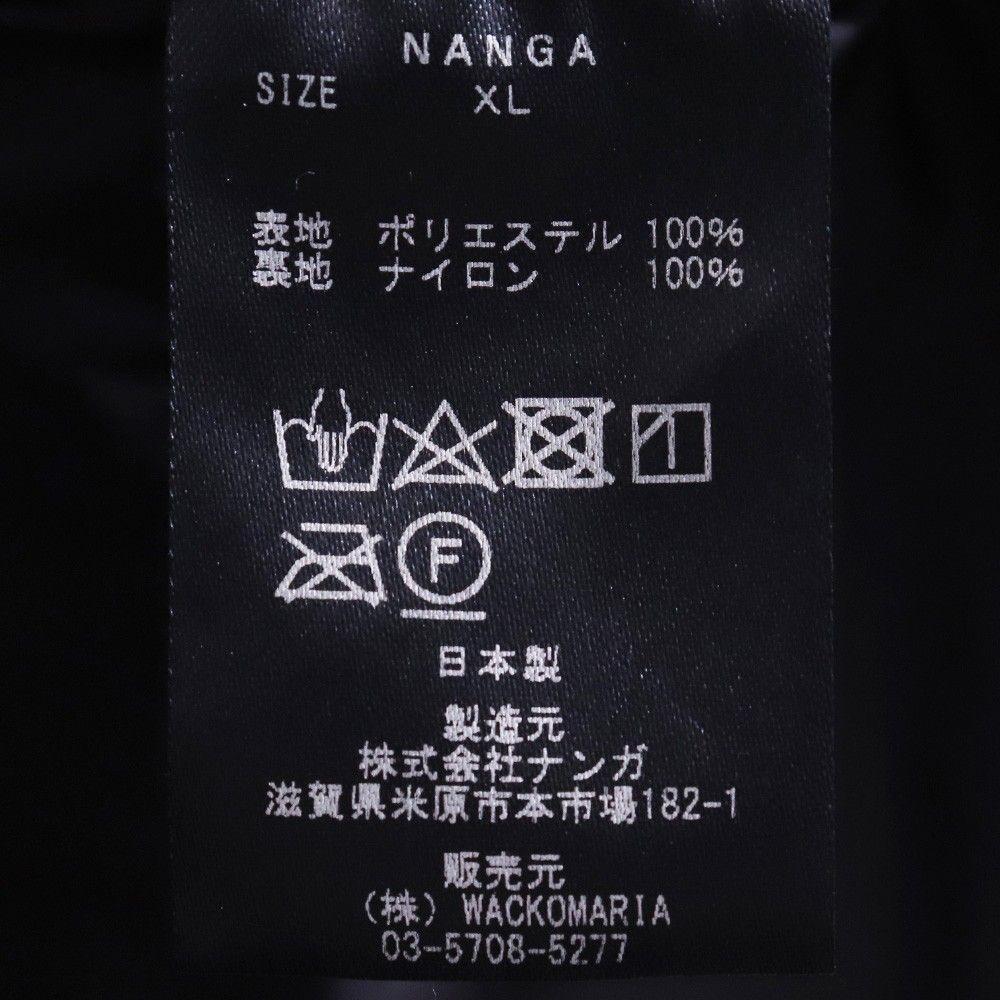 NANGA
SIZE XL
表地 ポリエステル 100%
裏地 ナイロン 100%
F
日本製
製造元
株式会社ナンガ
滋賀県米原市本市場182-1
販売元
(株) WACKOMARIA
03-5708-5277